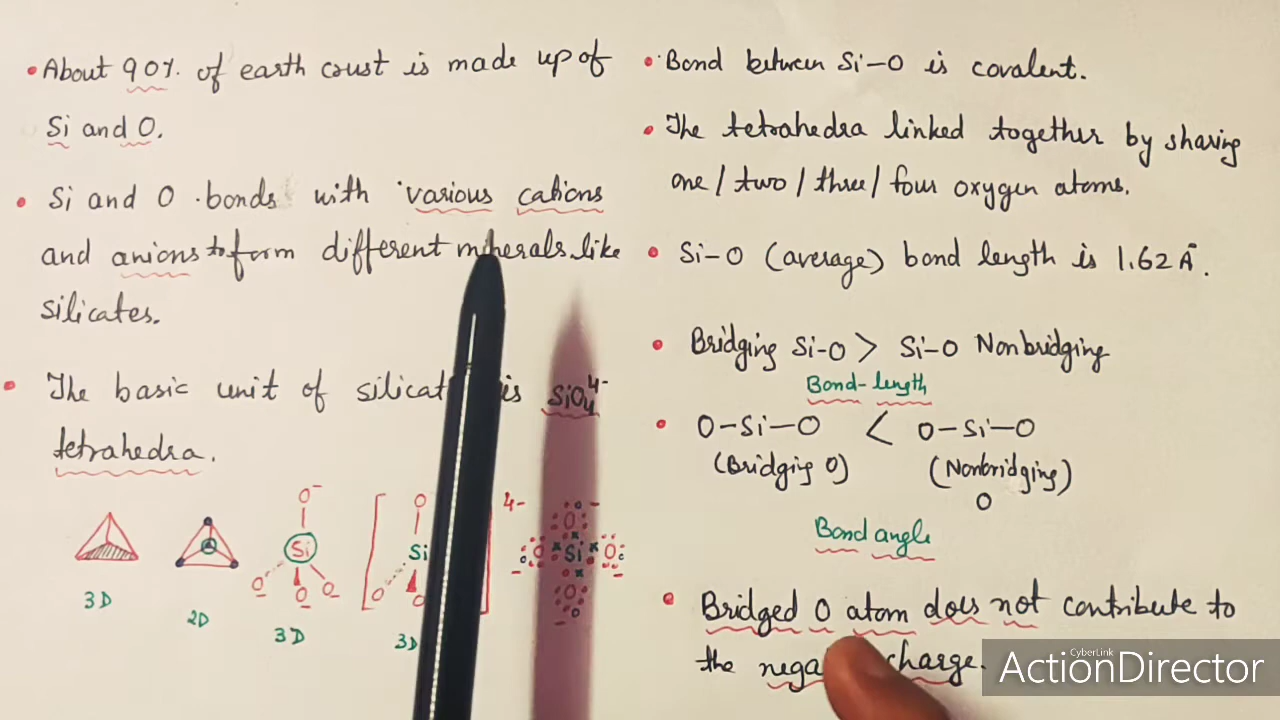 •About 90% of earth crust is made up of
Si and O.
• Si and O bonds with various cations
and anions to form different minerals like
silicates.
• The basic unit of silicat is SiO₄⁴⁻
tetrahedra.
3D
2D
O⁻
Si
O⁻ O⁻ O⁻
3D
O
Si
O O
4-
3D
O
O Si O
O
•Bond between Si-O is covalent.
• The tetrahedra linked together by sharing
one/two/three/four oxygen atoms.
• Si-O (average) bond length is 1.62 Å.
• Bridging Si-O > Si-O Nonbridging
Bond-length
• O-Si-O < O-Si-O
(Bridging O) (Nonbridging)
O
Bond angle
• Bridged O atom does not contribute to
the charge.
CyberLink
ActionDirector